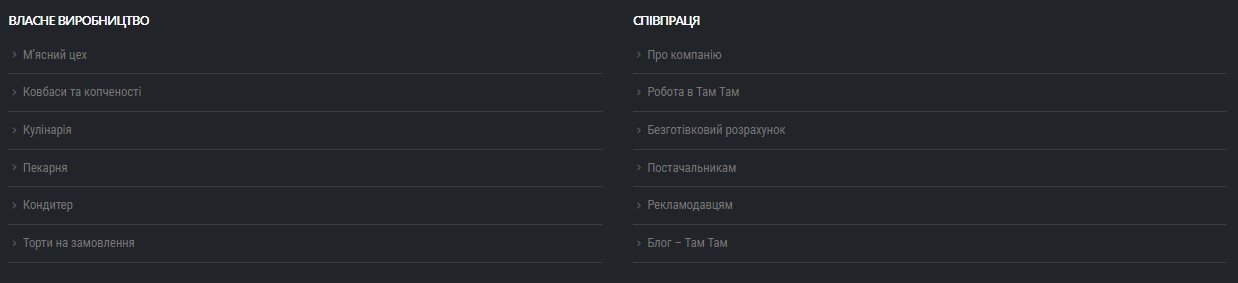 ВЛАСНЕ ВИРОБНИЦТВО
М'ясний цех
Ковбаси та копченості
Кулінарія
Пекарня
Кондитер
Торти на замовлення
СПІВПРАЦЯ
Про компанію
Робота в Там Там
Безготівковий розрахунок
Постачальникам
Рекламодавцям
Блог – Там Там